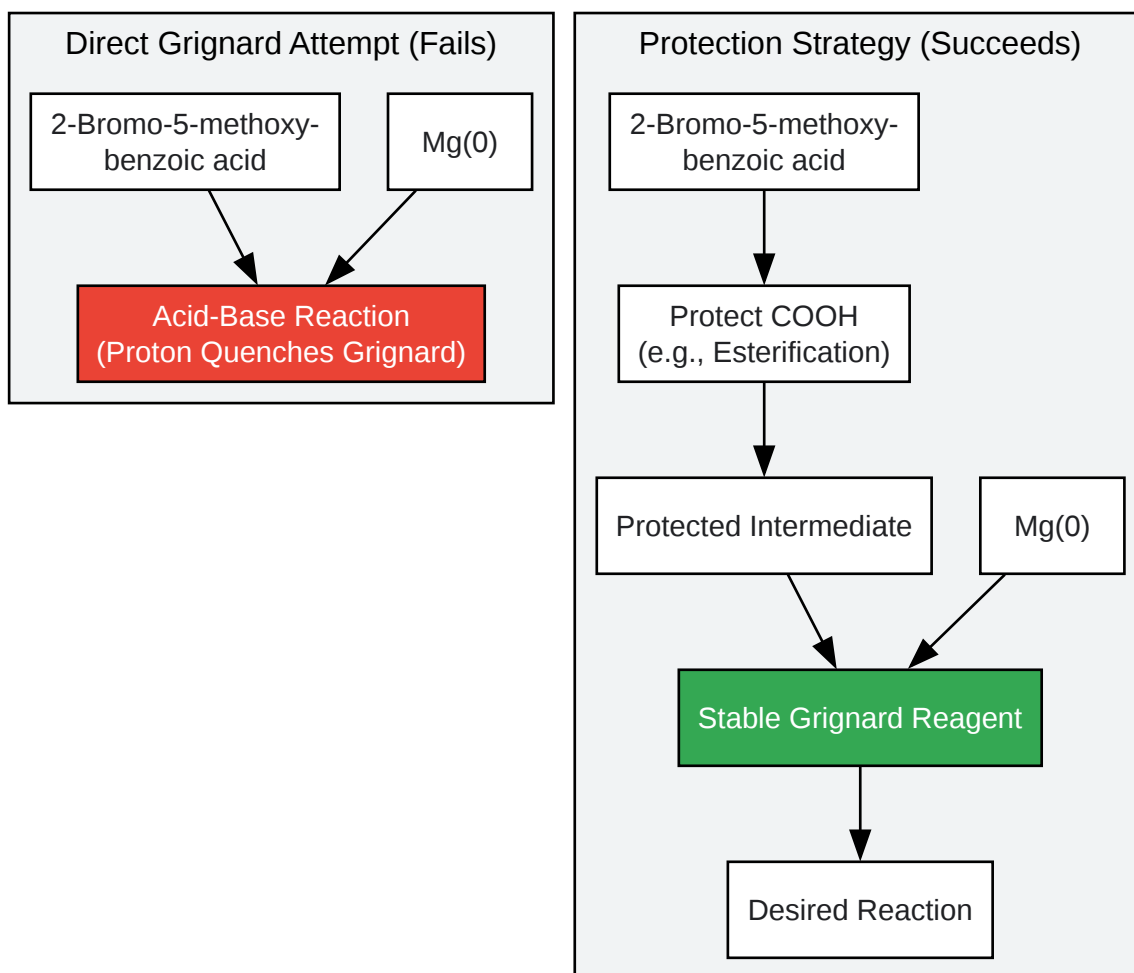 Direct Grignard Attempt (Fails)
2-Bromo-5-methoxy-
benzoic acid
Mg(0)
Acid-Base Reaction
(Proton Quenches Grignard)
Protection Strategy (Succeeds)
2-Bromo-5-methoxy-
benzoic acid
Protect COOH
(e.g., Esterification)
Protected Intermediate
Mg(0)
Stable Grignard Reagent
Desired Reaction